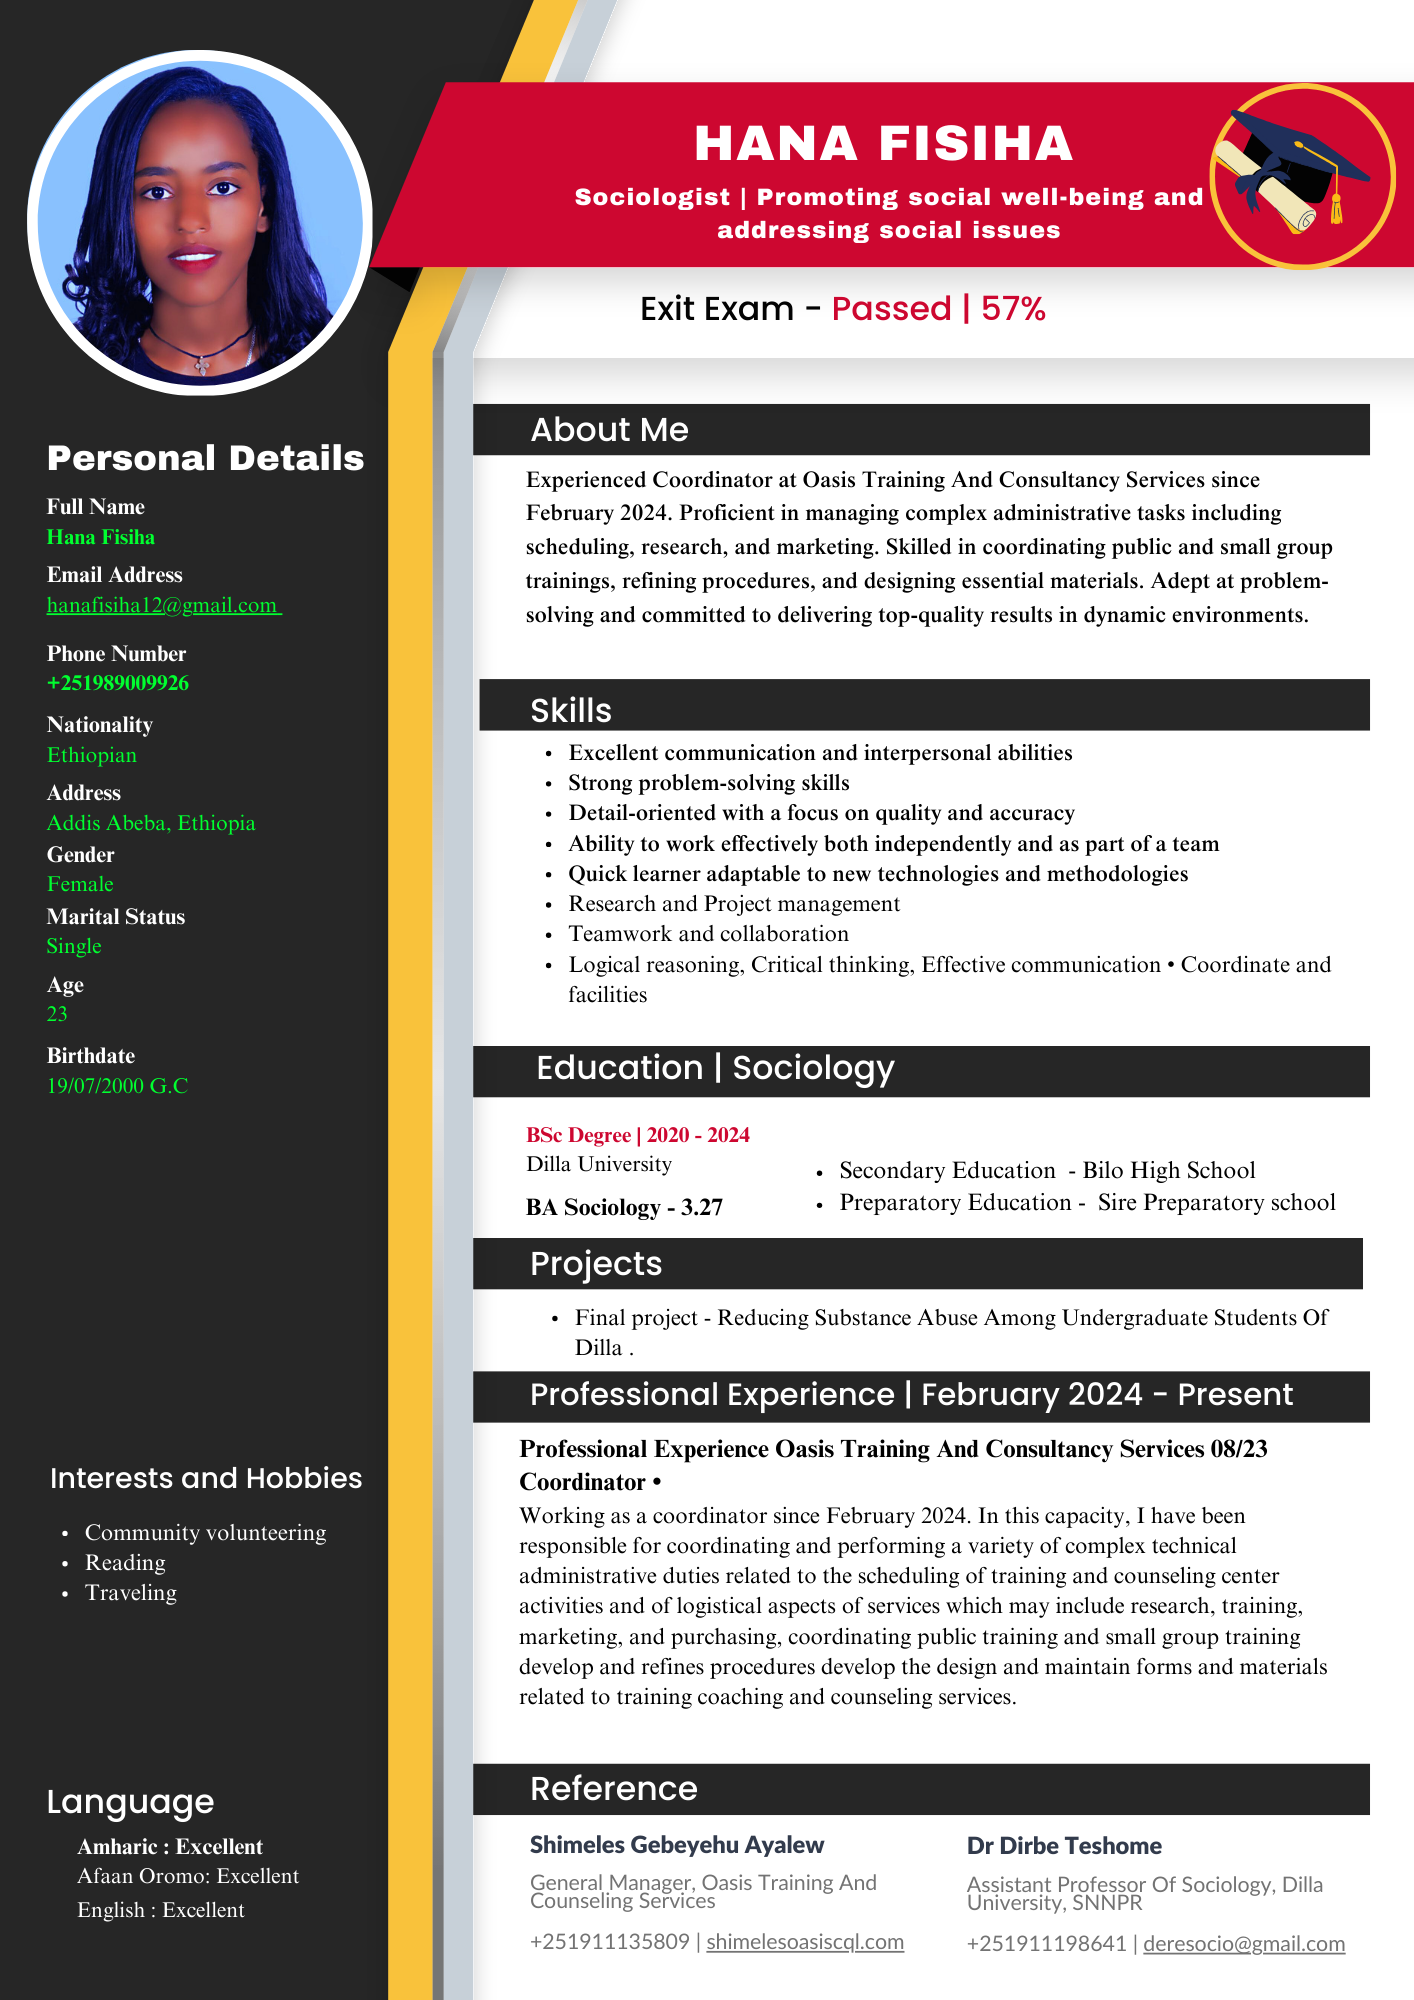 HANA FISIHA
Sociologist | Promoting social well-being and
addressing social issues
Exit Exam - Passed | 57%
Personal Details
Full Name
Hana Fisiha
Email Address
hanafisiha12@gmail.com
Phone Number
+251989009926
Nationality
Ethiopian
Address
Addis Abeba, Ethiopia
Gender
Female
Marital Status
Single
Age
23
Birthdate
19/07/2000 G.C
Interests and Hobbies
• Community volunteering
• Reading
• Traveling
Language
Amharic : Excellent
Afaan Oromo: Excellent
English : Excellent
About Me
Experienced Coordinator at Oasis Training And Consultancy Services since
February 2024. Proficient in managing complex administrative tasks including
scheduling, research, and marketing. Skilled in coordinating public and small group
trainings, refining procedures, and designing essential materials. Adept at problem-
solving and committed to delivering top-quality results in dynamic environments.
Skills
• Excellent communication and interpersonal abilities
• Strong problem-solving skills
• Detail-oriented with a focus on quality and accuracy
• Ability to work effectively both independently and as part of a team
• Quick learner adaptable to new technologies and methodologies
• Research and Project management
• Teamwork and collaboration
• Logical reasoning, Critical thinking, Effective communication • Coordinate and
facilities
Education | Sociology
BSc Degree | 2020 - 2024
Dilla University
BA Sociology - 3.27
• Secondary Education - Bilo High School
• Preparatory Education - Sire Preparatory school
Projects
• Final project - Reducing Substance Abuse Among Undergraduate Students Of
Dilla .
Professional Experience | February 2024 - Present
Professional Experience Oasis Training And Consultancy Services 08/23
Coordinator •
Working as a coordinator since February 2024. In this capacity, I have been
responsible for coordinating and performing a variety of complex technical
administrative duties related to the scheduling of training and counseling center
activities and of logistical aspects of services which may include research, training,
marketing, and purchasing, coordinating public training and small group training
develop and refines procedures develop the design and maintain forms and materials
related to training coaching and counseling services.
Reference
Shimeles Gebeyehu Ayalew
General Manager, Oasis Training And
Counseling Services
+251911135809 | shimelesoasiscql.com
Dr Dirbe Teshome
Assistant Professor Of Sociology, Dilla
University, SNNPR
+251911198641 | deresocio@gmail.com